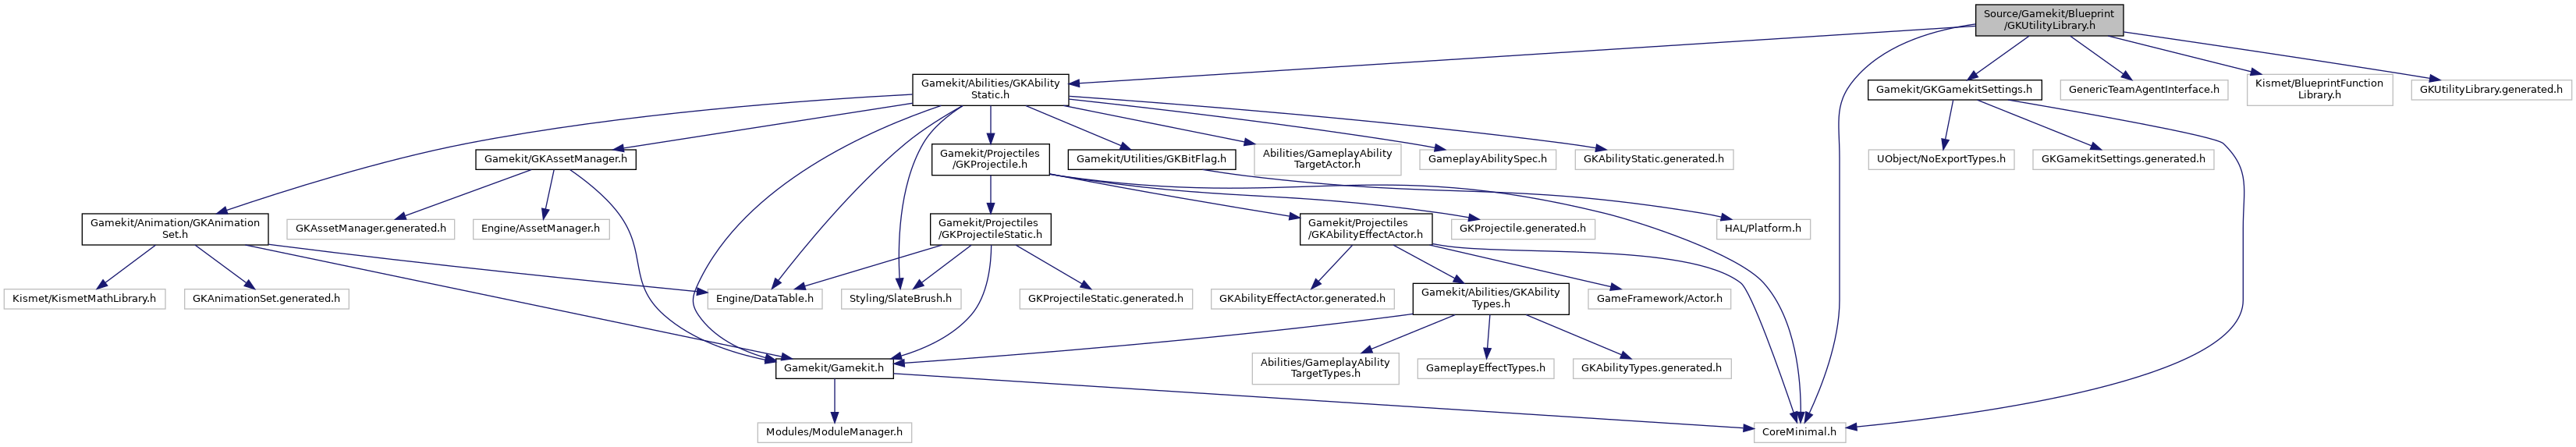 Source/Gamekit/Blueprint
/GKUtilityLibrary.h
Gamekit/Abilities/GKAbility
Static.h
Gamekit/GKGamekitSettings.h
GenericTeamAgentInterface.h
Kismet/BlueprintFunction
Library.h
GKUtilityLibrary.generated.h
Gamekit/GKAssetManager.h
Gamekit/Projectiles
/GKProjectile.h
Gamekit/Utilities/GKBitFlag.h
Abilities/GameplayAbility
TargetActor.h
GameplayAbilitySpec.h
GKAbilityStatic.generated.h
UObject/NoExportTypes.h
GKGamekitSettings.generated.h
Gamekit/Animation/GKAnimation
Set.h
GKAssetManager.generated.h
Engine/AssetManager.h
Gamekit/Projectiles
/GKProjectileStatic.h
Gamekit/Projectiles
/GKAbilityEffectActor.h
GKProjectile.generated.h
HAL/Platform.h
Kismet/KismetMathLibrary.h
GKAnimationSet.generated.h
Engine/DataTable.h
Styling/SlateBrush.h
GKProjectileStatic.generated.h
GKAbilityEffectActor.generated.h
Gamekit/Abilities/GKAbility
Types.h
GameFramework/Actor.h
Gamekit/Gamekit.h
Abilities/GameplayAbility
TargetTypes.h
GameplayEffectTypes.h
GKAbilityTypes.generated.h
Modules/ModuleManager.h
CoreMinimal.h